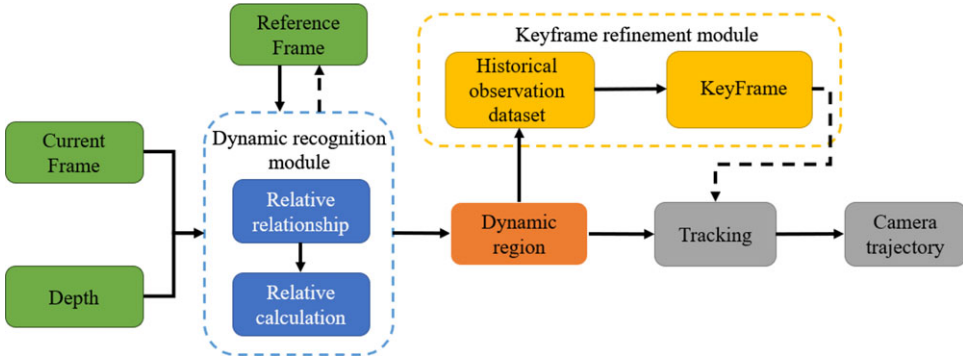 Reference
Frame
Keyframe refinement module
Historical
observation
dataset
KeyFrame
Current
Frame
Dynamic recognition
module
Relative
relationship
Dynamic
region
Tracking
Camera
trajectory
Depth
Relative
calculation